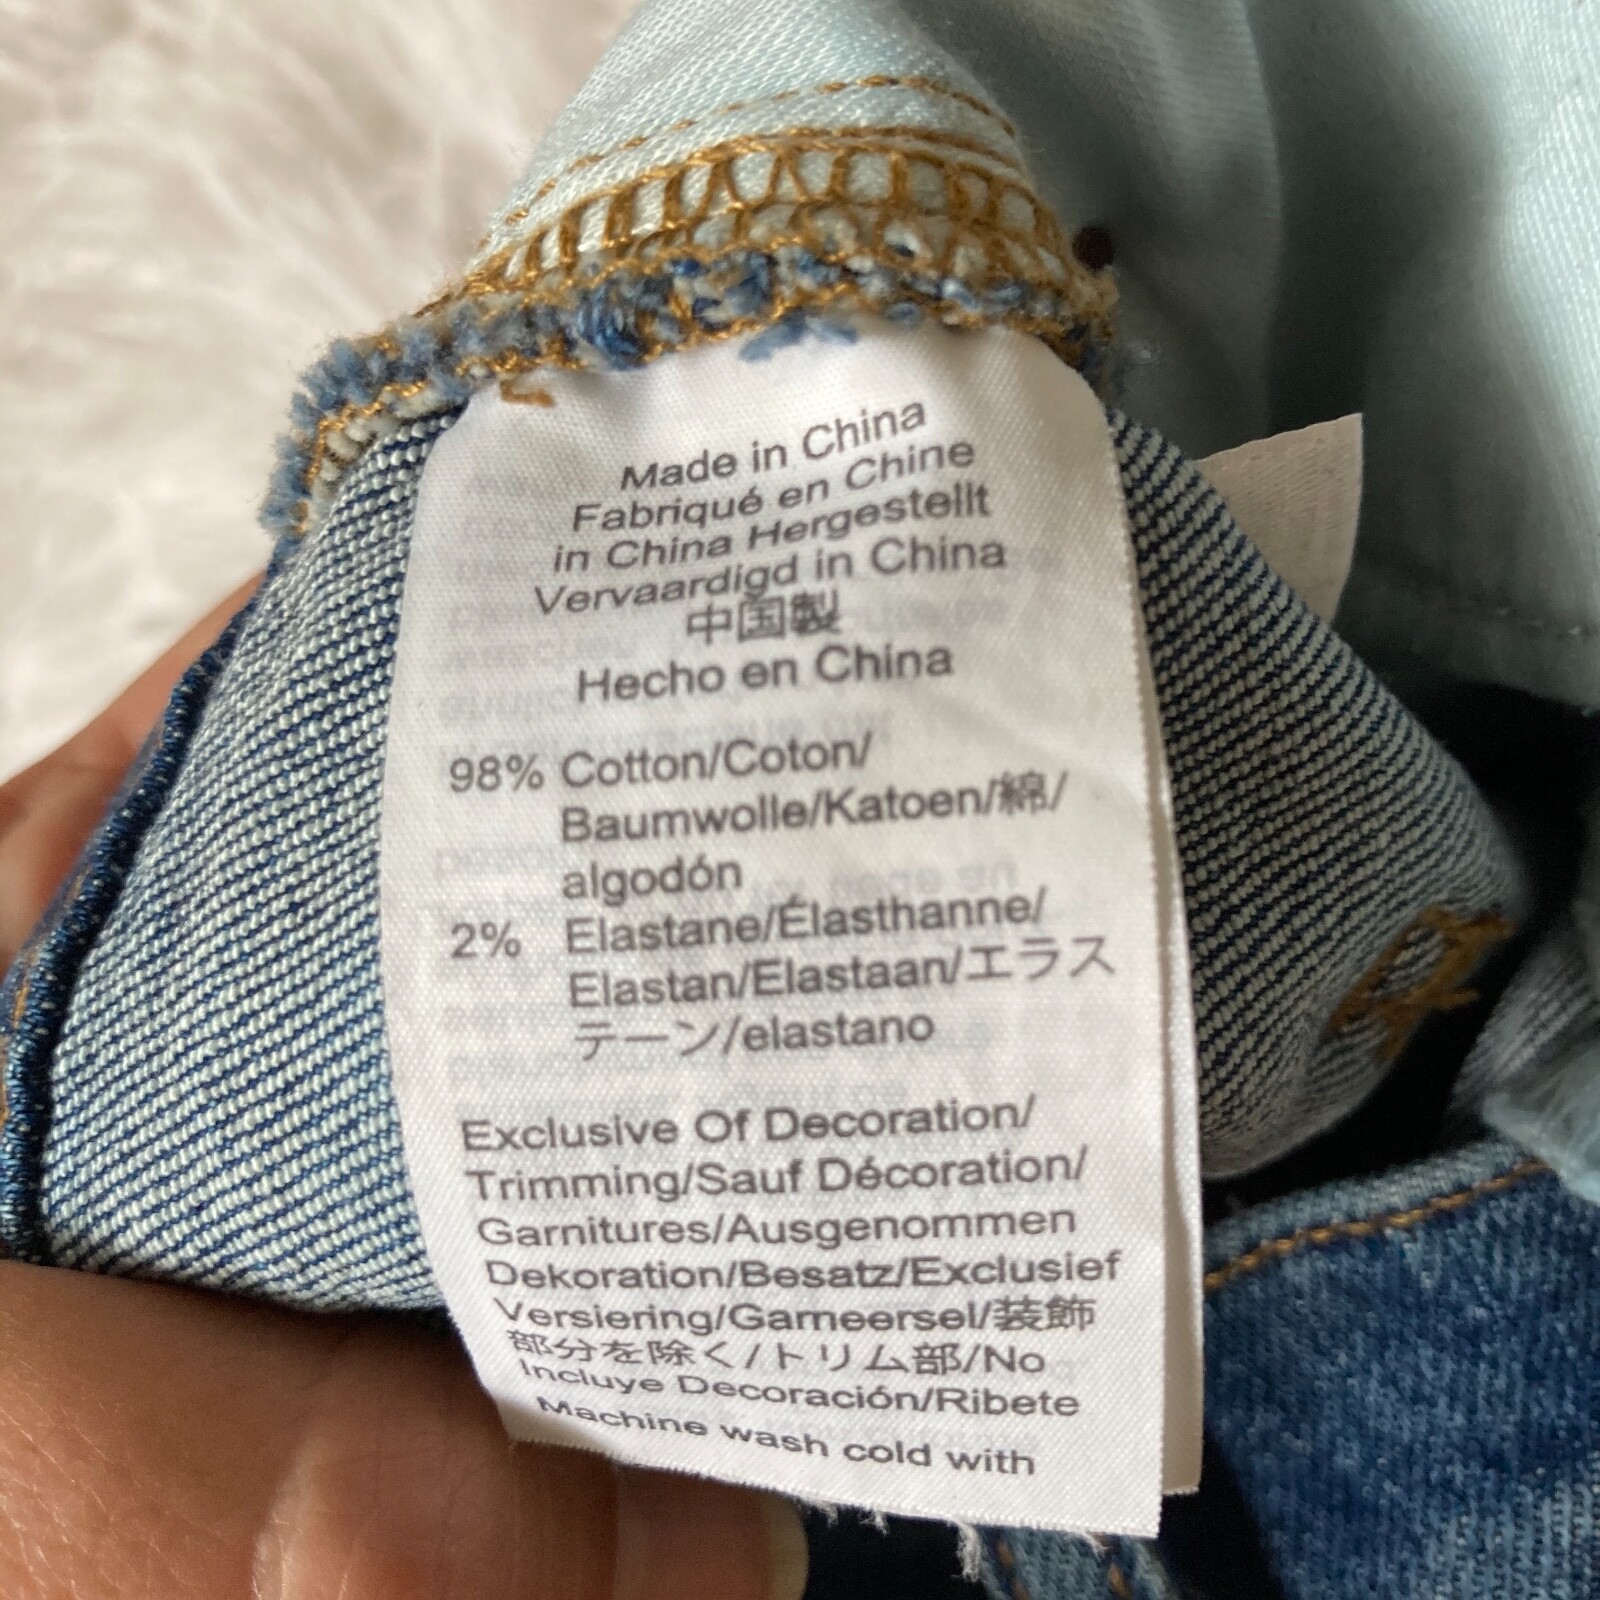 Made in China
Fabriqué en Chine
in China Hergestellt
Vervaardigd in China
中国製
Hecho en China
98% Cotton/Coton/
Baumwolle/Katoen/綿/
algodón
2% Elastane/Élasthanne/
Elastan/Elastaan/エラス
テーン/elastano
Exclusive Of Decoration/
Trimming/Sauf Décoration/
Garnitures/Ausgenommen
Dekoration/Besatz/Exclusief
Versiering/Garneersel/装飾
部分を除く/トリム部/No
Incluye Decoración/Ribete
Machine wash cold with